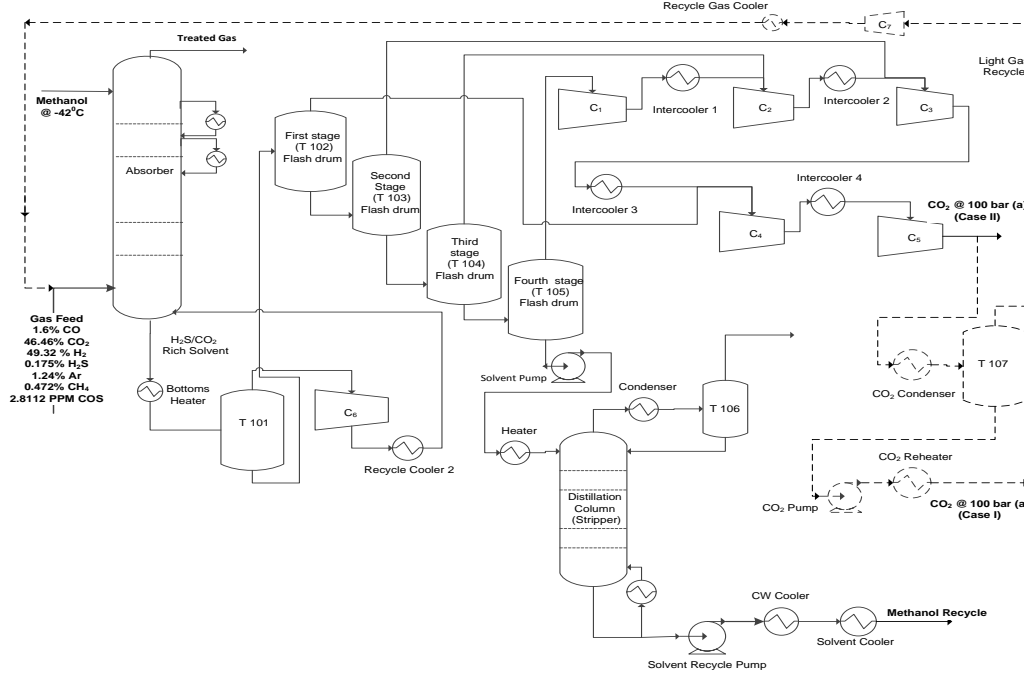 Recycle Gas Cooler
C7
Treated Gas
Light Ga
Recycle
Methanol
@ -42⁰C
C1
Intercooler 1
C2
Intercooler 2
C3
First stage
(T 102)
Flash drum
Absorber
Second
Stage
(T 103)
Flash drum
Intercooler 3
Intercooler 4
CO₂ @ 100 bar (a)
(Case II)
C4
C5
Third
stage
(T 104)
Flash drum
Fourth stage
(T 105)
Flash drum
Gas Feed
1.6% CO
46.46% CO₂
49.32 % H₂
0.175% H₂S
1.24% Ar
0.472% CH₄
2.8112 PPM COS
H₂S/CO₂
Rich Solvent
Bottoms
Heater
T 101
C6
Recycle Cooler 2
Solvent Pump
Condenser
T 106
Heater
T 107
CO₂ Condenser
CO₂ Reheater
CO₂ Pump
CO₂ @ 100 bar (a
(Case I)
Distillation
Column
(Stripper)
CW Cooler
Methanol Recycle
Solvent Cooler
Solvent Recycle Pump